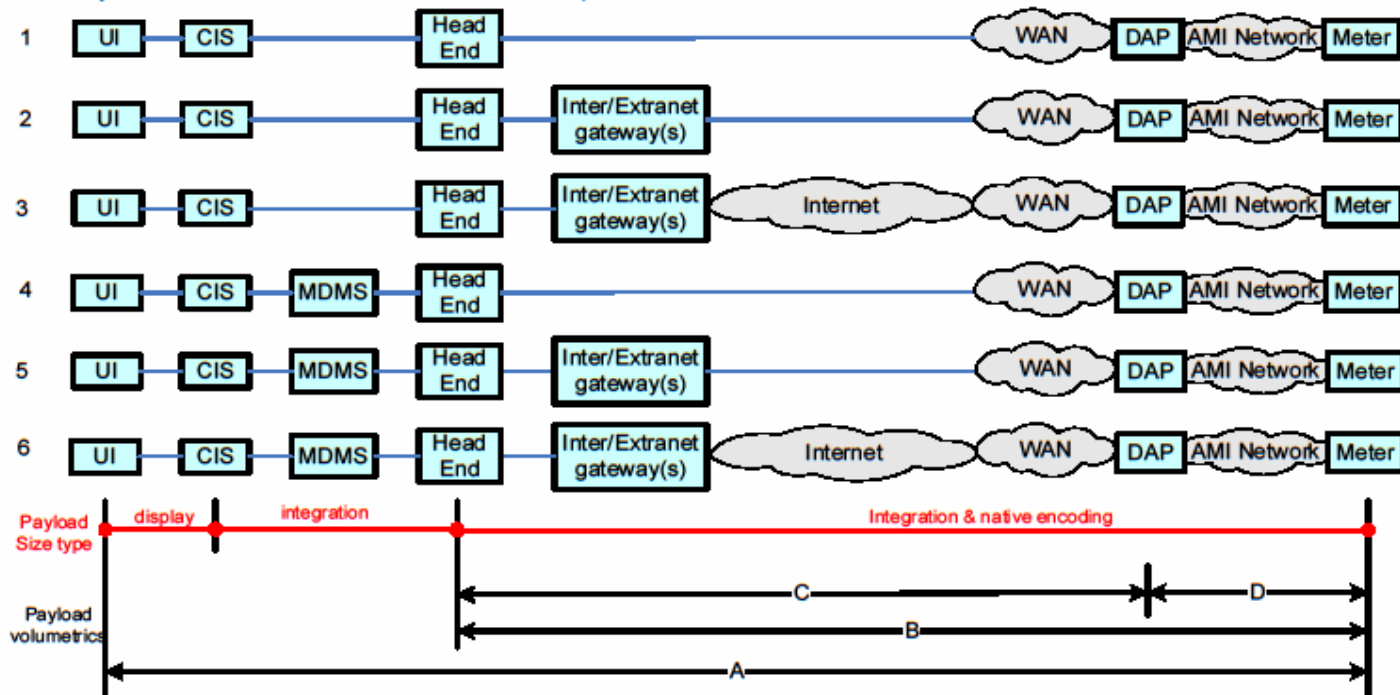 1 UI CIS Head End WAN DAP AMI Network Meter
2 UI CIS Head End Inter/Extranet gateway(s) WAN DAP AMI Network Meter
3 UI CIS Head End Inter/Extranet gateway(s) Internet WAN DAP AMI Network Meter
4 UI CIS MDMS Head End WAN DAP AMI Network Meter
5 UI CIS MDMS Head End Inter/Extranet gateway(s) WAN DAP AMI Network Meter
6 UI CIS MDMS Head End Inter/Extranet gateway(s) Internet WAN DAP AMI Network Meter
Payload Size type display integration Integration & native encoding
C D
Payload volumetrics B
A